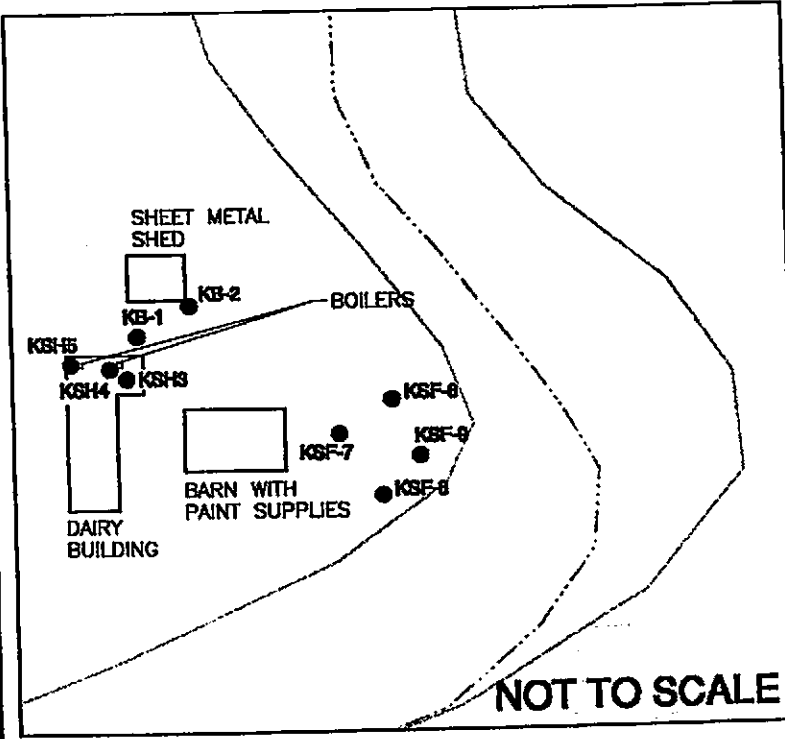 SHEET METAL
SHED
KB-2
BOILERS
KB-1
KSH5
KSH4
KSH3
KSF-6
KSF-7
KSF-9
KSF-8
BARN WITH
PAINT SUPPLIES
DAIRY
BUILDING
NOT TO SCALE